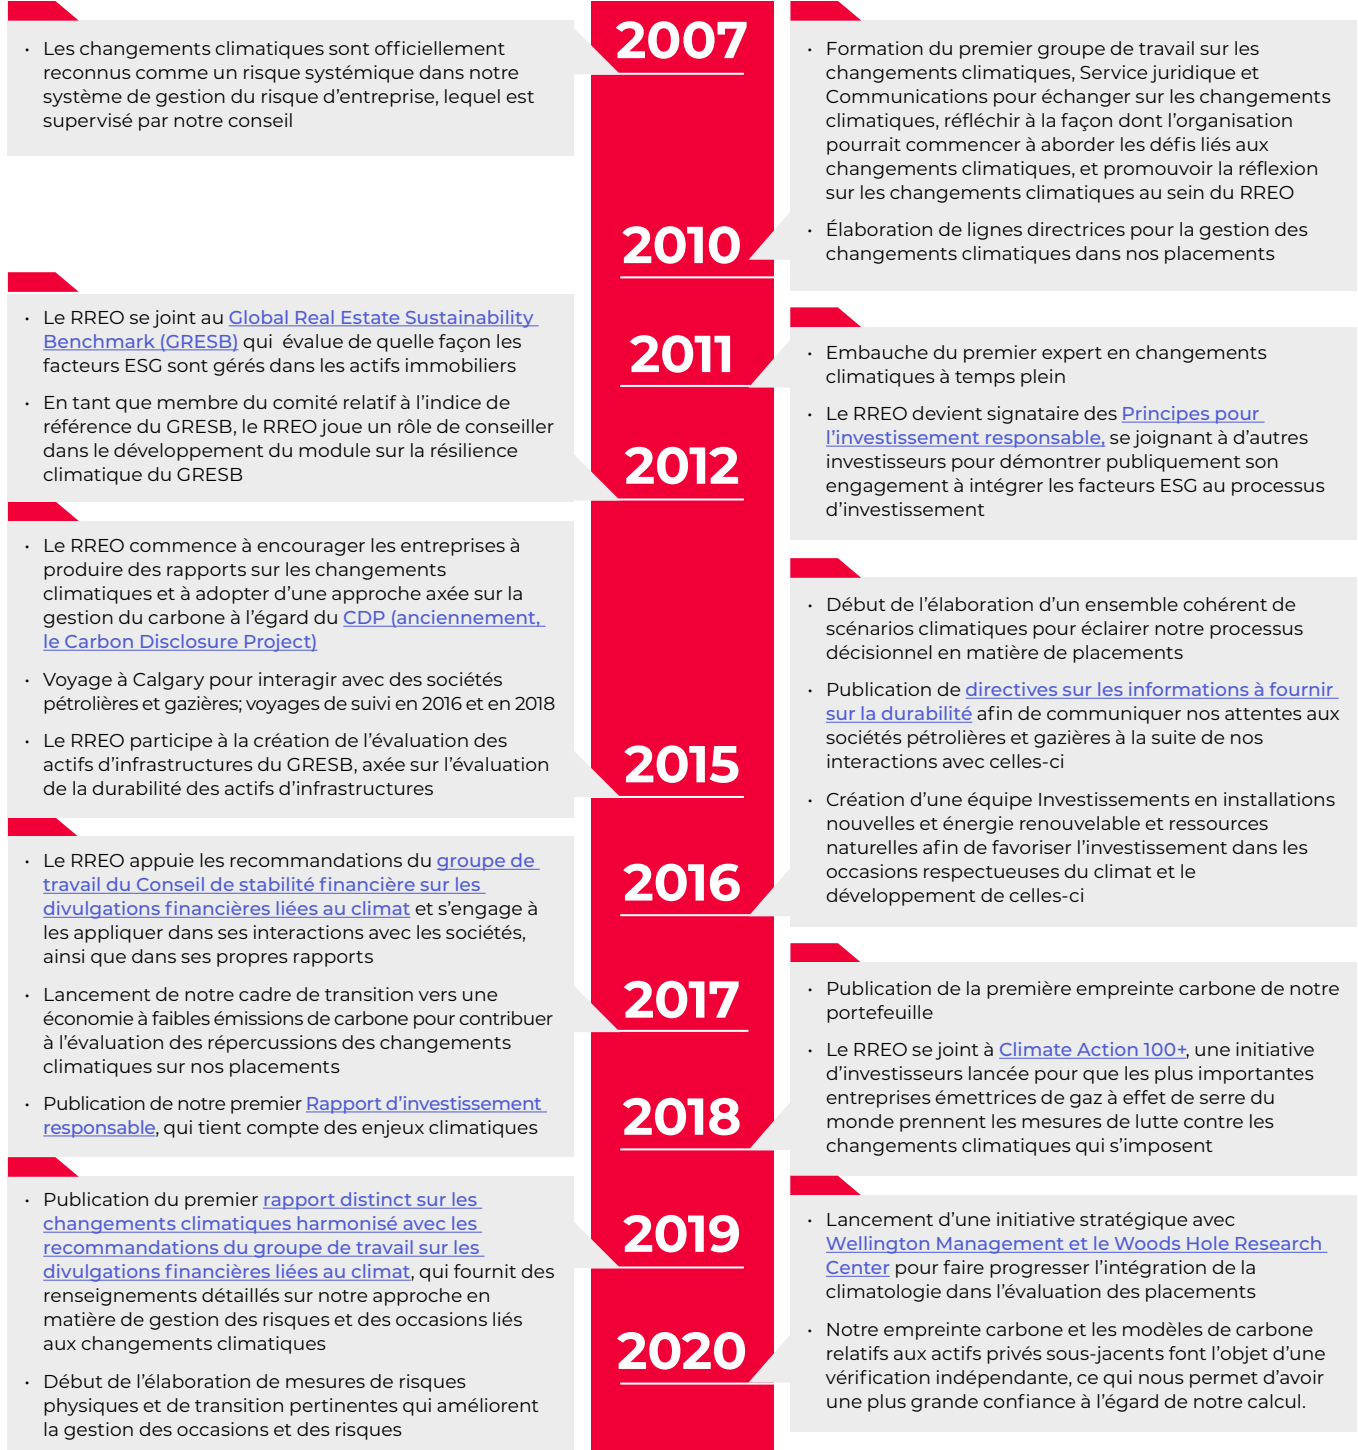 2007
• Les changements climatiques sont officiellement
reconnus comme un risque systémique dans notre
système de gestion du risque d’entreprise, lequel est
supervisé par notre conseil
2010
• Formation du premier groupe de travail sur les
changements climatiques, Service juridique et
Communications pour échanger sur les changements
climatiques, réfléchir à la façon dont l’organisation
pourrait commencer à aborder les défis liés aux
changements climatiques, et promouvoir la réflexion
sur les changements climatiques au sein du RREO
• Élaboration de lignes directrices pour la gestion des
changements climatiques dans nos placements
2011
• Embauche du premier expert en changements
climatiques à temps plein
• Le RREO devient signataire des Principes pour
l’investissement responsable, se joignant à d’autres
investisseurs pour démontrer publiquement son
engagement à intégrer les facteurs ESG au processus
d’investissement
2012
• Le RREO se joint au Global Real Estate Sustainability
Benchmark (GRESB) qui évalue de quelle façon les
facteurs ESG sont gérés dans les actifs immobiliers
• En tant que membre du comité relatif à l’indice de
référence du GRESB, le RREO joue un rôle de conseiller
dans le développement du module sur la résilience
climatique du GRESB
2015
• Le RREO commence à encourager les entreprises à
produire des rapports sur les changements
climatiques et à adopter d’une approche axée sur la
gestion du carbone à l’égard du CDP (anciennement,
le Carbon Disclosure Project)
• Voyage à Calgary pour interagir avec des sociétés
pétrolières et gazières; voyages de suivi en 2016 et en 2018
• Le RREO participe à la création de l’évaluation des
actifs d’infrastructures du GRESB, axée sur l’évaluation
de la durabilité des actifs d’infrastructures
2016
• Début de l’élaboration d’un ensemble cohérent de
scénarios climatiques pour éclairer notre processus
décisionnel en matière de placements
• Publication de directives sur les informations à fournir
sur la durabilité afin de communiquer nos attentes aux
sociétés pétrolières et gazières à la suite de nos
interactions avec celles-ci
• Création d’une équipe Investissements en installations
nouvelles et énergie renouvelable et ressources
naturelles afin de favoriser l’investissement dans les
occasions respectueuses du climat et le
développement de celles-ci
2017
• Le RREO appuie les recommandations du groupe de
travail du Conseil de stabilité financière sur les
divulgations financières liées au climat et s’engage à
les appliquer dans ses interactions avec les sociétés,
ainsi que dans ses propres rapports
• Lancement de notre cadre de transition vers une
économie à faibles émissions de carbone pour contribuer
à l’évaluation des répercussions des changements
climatiques sur nos placements
• Publication de notre premier Rapport d’investissement
responsable, qui tient compte des enjeux climatiques
2018
• Publication de la première empreinte carbone de notre
portefeuille
• Le RREO se joint à Climate Action 100+, une initiative
d’investisseurs lancée pour que les plus importantes
entreprises émettrices de gaz à effet de serre du
monde prennent les mesures de lutte contre les
changements climatiques qui s’imposent
2019
• Publication du premier rapport distinct sur les
changements climatiques harmonisé avec les
recommandations du groupe de travail sur les
divulgations financières liées au climat, qui fournit des
renseignements détaillés sur notre approche en
matière de gestion des risques et des occasions liés
aux changements climatiques
• Début de l’élaboration de mesures de risques
physiques et de transition pertinentes qui améliorent
la gestion des occasions et des risques
2020
• Lancement d’une initiative stratégique avec
Wellington Management et le Woods Hole Research
Center pour faire progresser l’intégration de la
climatologie dans l’évaluation des placements
• Notre empreinte carbone et les modèles de carbone
relatifs aux actifs privés sous-jacents font l’objet d’une
vérification indépendante, ce qui nous permet d’avoir
une plus grande confiance à l’égard de notre calcul.